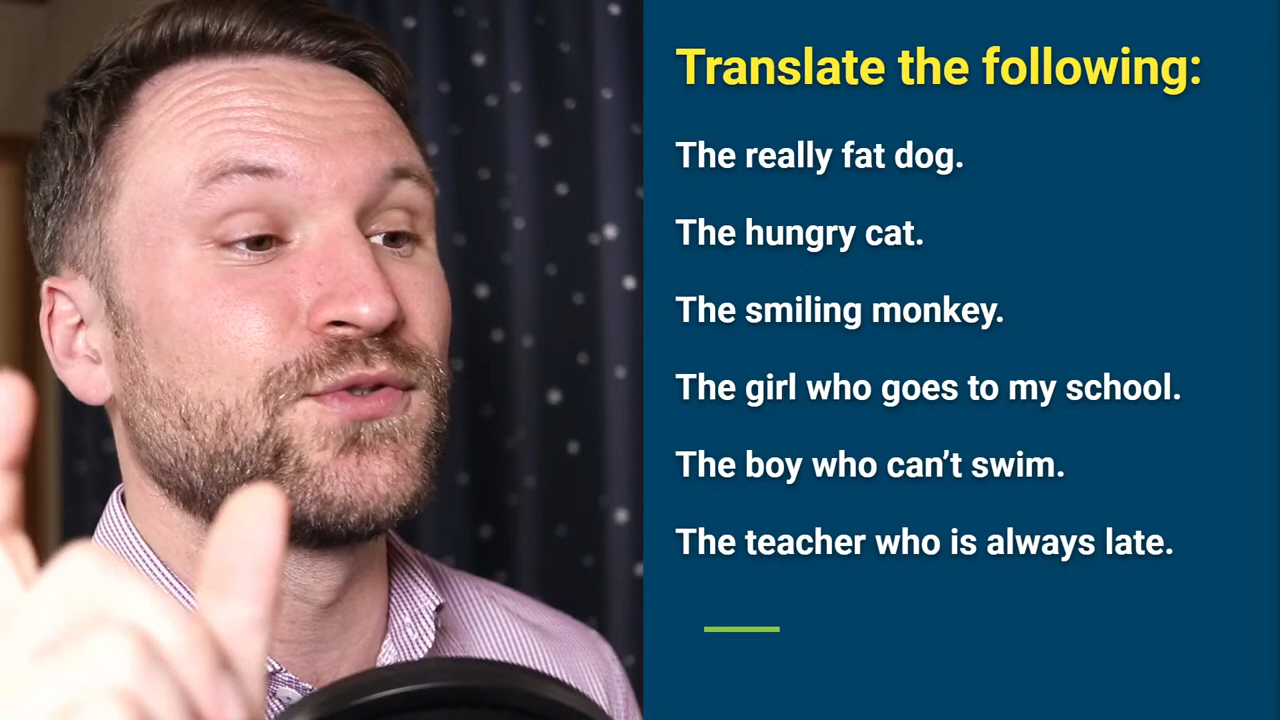 Translate the following:
The really fat dog.
The hungry cat.
The smiling monkey.
The girl who goes to my school.
The boy who can’t swim.
The teacher who is always late.